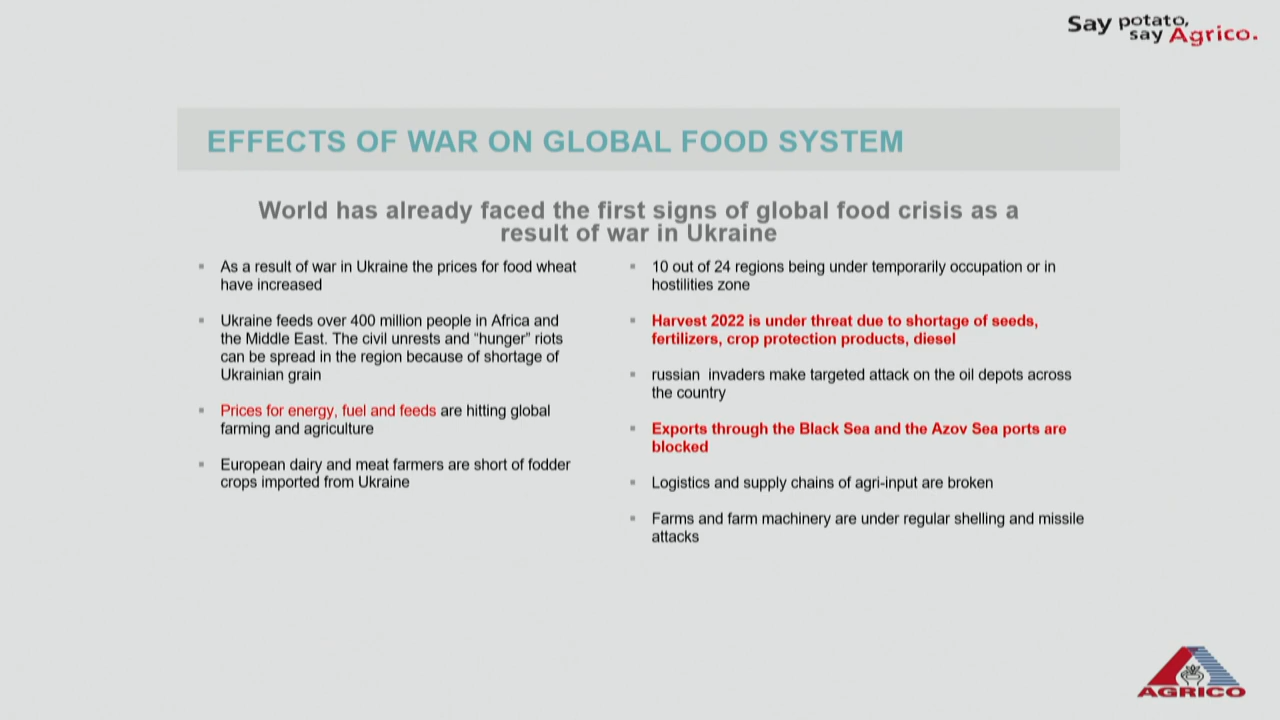 Say potato,
say Agrico.
EFFECTS OF WAR ON GLOBAL FOOD SYSTEM
World has already faced the first signs of global food crisis as a
result of war in Ukraine
As a result of war in Ukraine the prices for food wheat
have increased
Ukraine feeds over 400 million people in Africa and
the Middle East. The civil unrests and “hunger” riots
can be spread in the region because of shortage of
Ukrainian grain
Prices for energy, fuel and feeds are hitting global
farming and agriculture
European dairy and meat farmers are short of fodder
crops imported from Ukraine
10 out of 24 regions being under temporarily occupation or in
hostilities zone
Harvest 2022 is under threat due to shortage of seeds,
fertilizers, crop protection products, diesel
russian  invaders make targeted attack on the oil depots across
the country
Exports through the Black Sea and the Azov Sea ports are
blocked
Logistics and supply chains of agri-input are broken
Farms and farm machinery are under regular shelling and missile
attacks
AGRICO